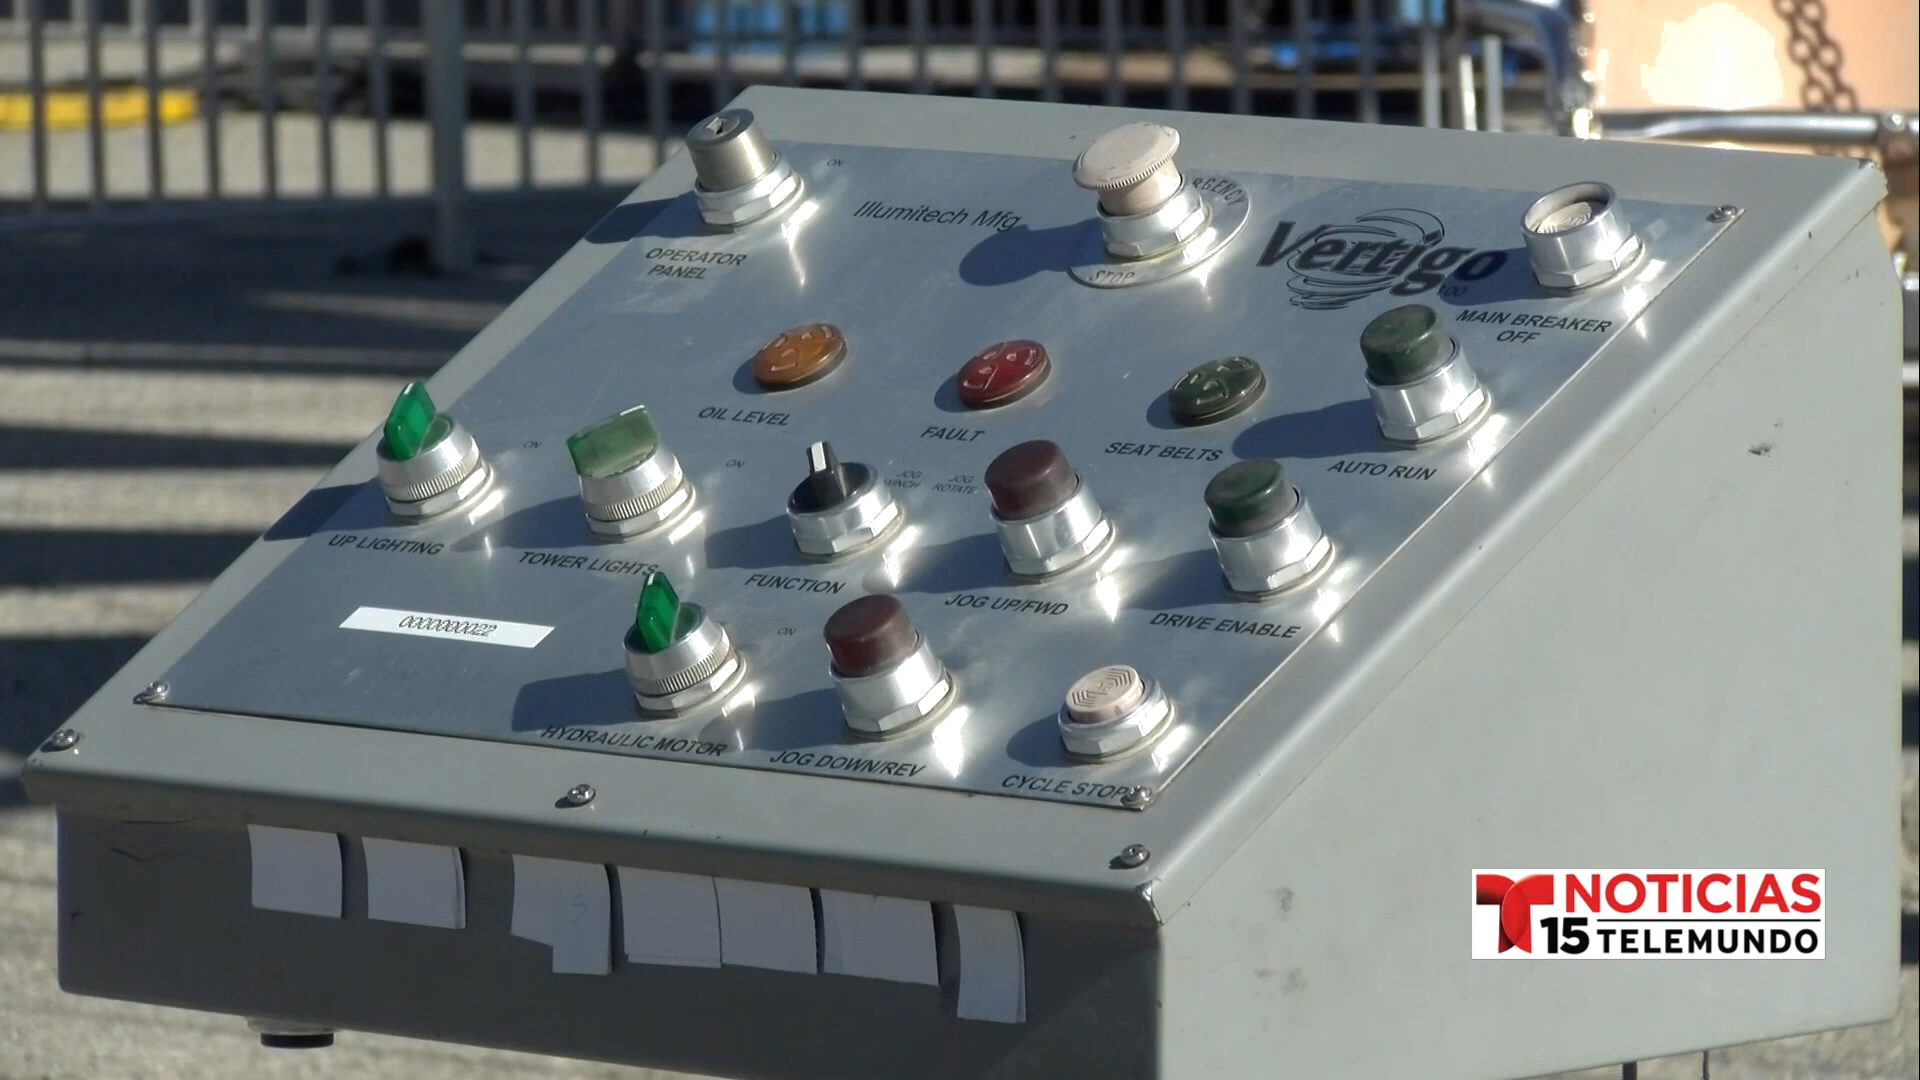 ON
OPERATOR
PANEL
Illumitech Mfg
STOP
Vertigo
MAIN BREAKER
OFF
OIL LEVEL
FAULT
SEAT BELTS
AUTO RUN
ON
UP LIGHTING
ON
TOWER LIGHTS
JOG
WINCH
JOG
ROTATE
FUNCTION
JOG UP/FWD
DRIVE ENABLE
0000000022
ON
HYDRAULIC MOTOR
JOG DOWN/REV
CYCLE STOP
NOTICIAS
15 TELEMUNDO